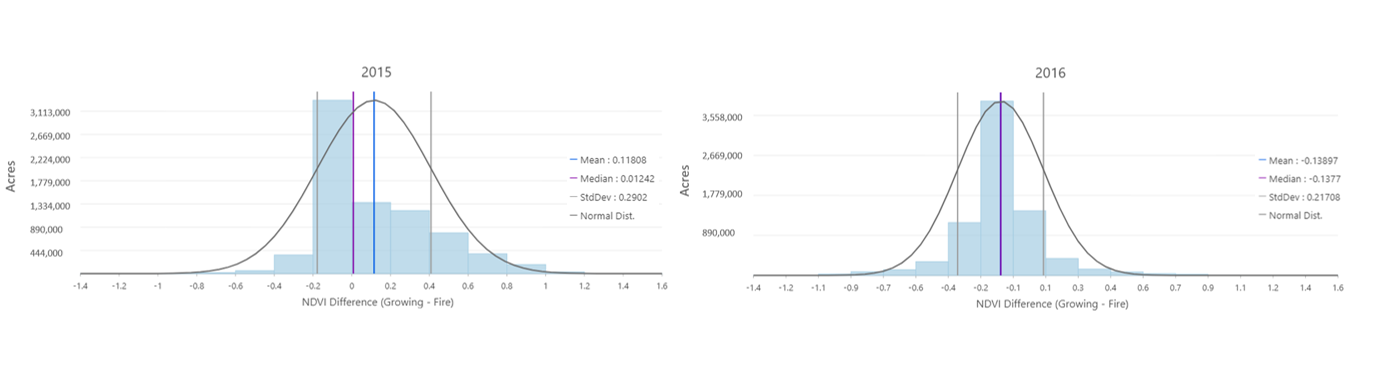 2015
Acres
3,113,000
2,669,000
2,224,000
1,779,000
1,334,000
890,000
444,000
Mean : 0.11808
Median : 0.01242
StdDev : 0.2902
Normal Dist.
-1.4 -1.2 -1 -0.8 -0.6 -0.4 -0.2 0 0.2 0.4 0.6 0.8 1.0 1.2 1.4 1.6
NDVI Difference (Growing - Fire)
2016
Acres
3,558,000
2,669,000
1,779,000
890,000
Mean : -0.13897
Median : -0.1377
StdDev : 0.21708
Normal Dist.
-1.4 -1.2 -1.1 -0.9 -0.7 -0.6 -0.4 -0.2 -0.1 0.1 0.3 0.4 0.6 0.7 0.9 1.1 1.2 1.4 1.6
NDVI Difference (Growing - Fire)